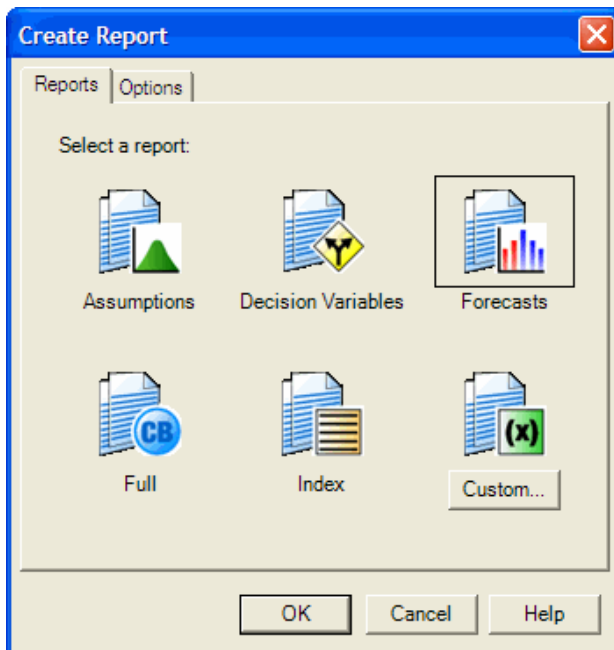 Create Report
Reports Options
Select a report:
Assumptions Decision Variables Forecasts
CB (x)
Full Index Custom...
OK Cancel Help